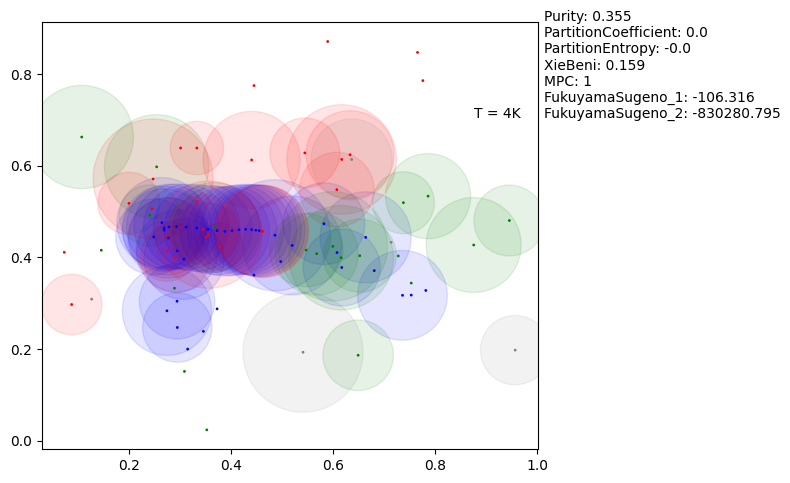 Purity: 0.355
PartitionCoefficient: 0.0
PartitionEntropy: -0.0
XieBeni: 0.159
MPC: 1
FukuyamaSugeno_1: -106.316
FukuyamaSugeno_2: -830280.795
T = 4K
0.8
0.6
0.4
0.2
0.0
0.2 0.4 0.6 0.8 1.0